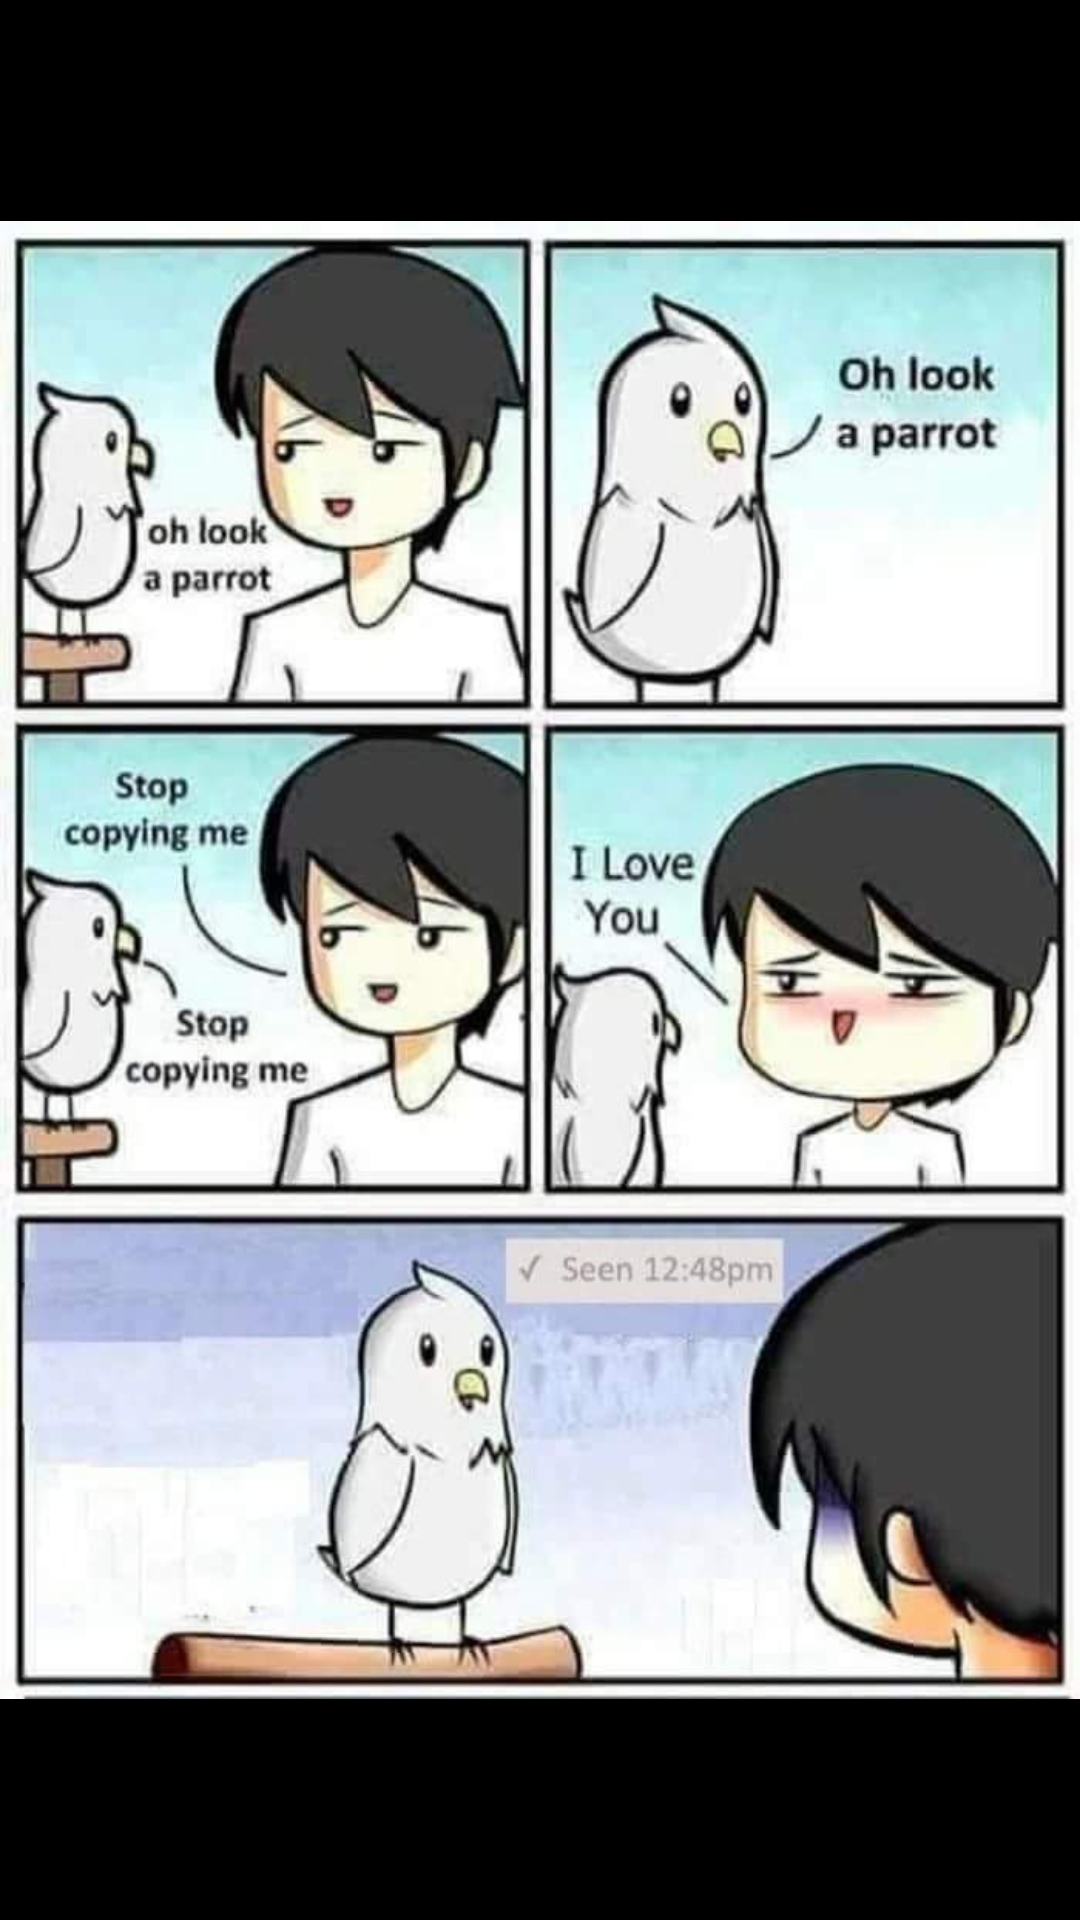 oh look
a parrot
Oh look
a parrot
Stop
copying me
Stop
copying me
I Love
You
✓ Seen 12:48pm